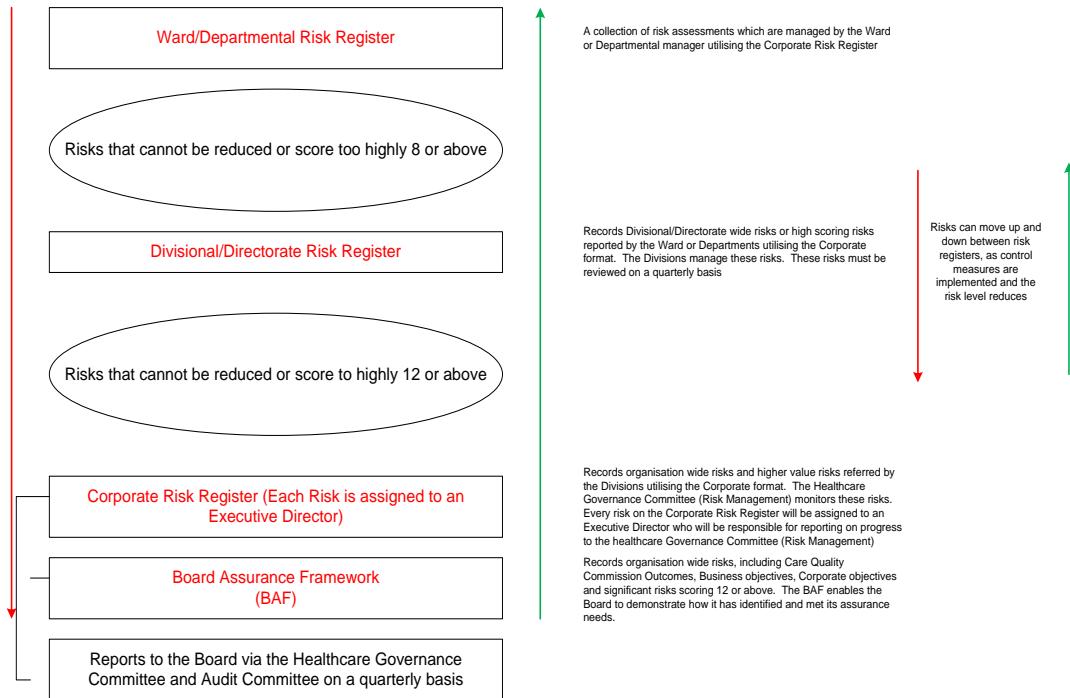 Ward/Departmental Risk Register
A collection of risk assessments which are managed by the Ward
or Departmental manager utilising the Corporate Risk Register
Risks that cannot be reduced or score too highly 8 or above
Divisional/Directorate Risk Register
Records Divisional/Directorate wide risks or high scoring risks
reported by the Ward or Departments utilising the Corporate
format.  The Divisions manage these risks.  These risks must be
reviewed on a quarterly basis
Risks can move up and
down between risk
registers, as control
measures are
implemented and the
risk level reduces
Risks that cannot be reduced or score to highly 12 or above
Corporate Risk Register (Each Risk is assigned to an
Executive Director)
Records organisation wide risks and higher value risks referred by
the Divisions utilising the Corporate format.  The Healthcare
Governance Committee (Risk Management) monitors these risks.
Every risk on the Corporate Risk Register will be assigned to an
Executive Director who will be responsible for reporting on progress
to the healthcare Governance Committee (Risk Management)
Board Assurance Framework
(BAF)
Records organisation wide risks, including Care Quality
Commission Outcomes, Business objectives, Corporate objectives
and significant risks scoring 12 or above.  The BAF enables the
Board to demonstrate how it has identified and met its assurance
needs.
Reports to the Board via the Healthcare Governance
Committee and Audit Committee on a quarterly basis